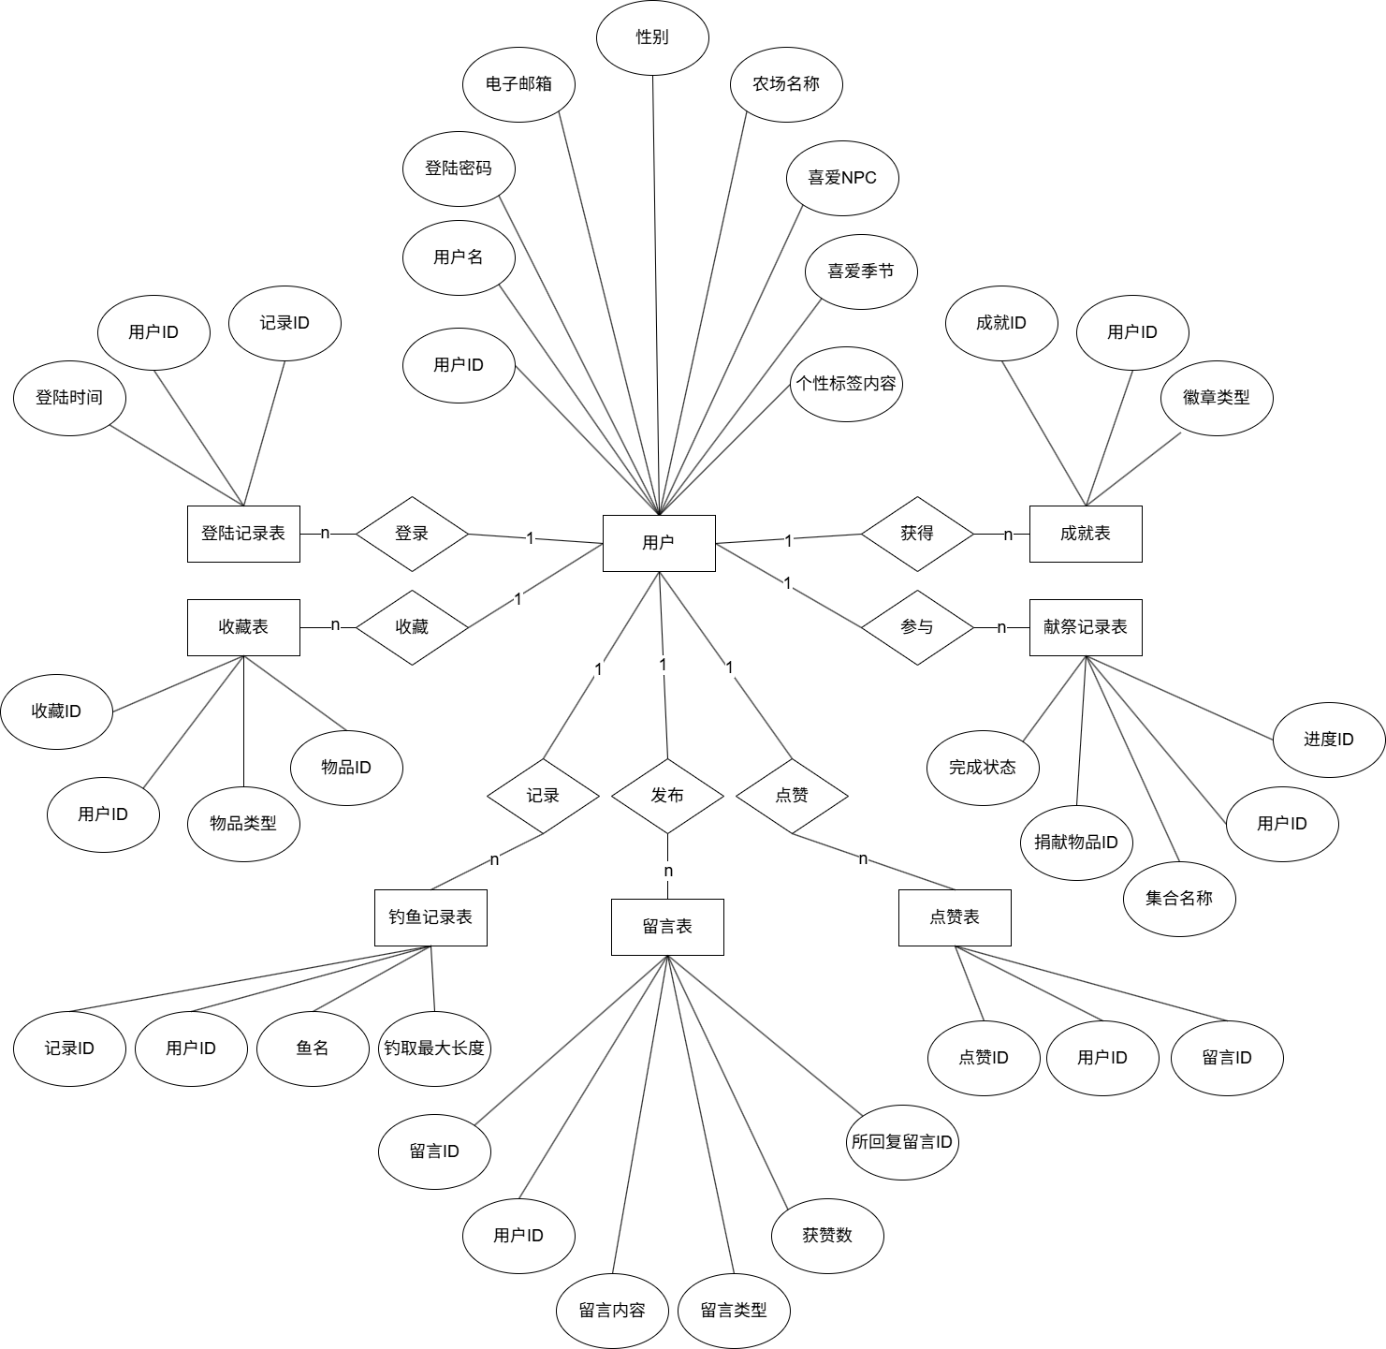 性别
电子邮箱
农场名称
登陆密码
喜爱NPC
用户名
喜爱季节
用户ID
个性标签内容
登陆时间
用户ID
记录ID
成就ID
用户ID
徽章类型
登陆记录表
n
登录
1
用户
1
获得
n
成就表
收藏表
n
收藏
1
1
参与
n
献祭记录表
收藏ID
用户ID
物品类型
物品ID
1
1
1
记录
发布
点赞
完成状态
捐献物品ID
集合名称
用户ID
进度ID
n
n
n
钓鱼记录表
留言表
点赞表
记录ID
用户ID
鱼名
钓取最大长度
点赞ID
用户ID
留言ID
留言ID
用户ID
留言内容
留言类型
获赞数
所回复留言ID